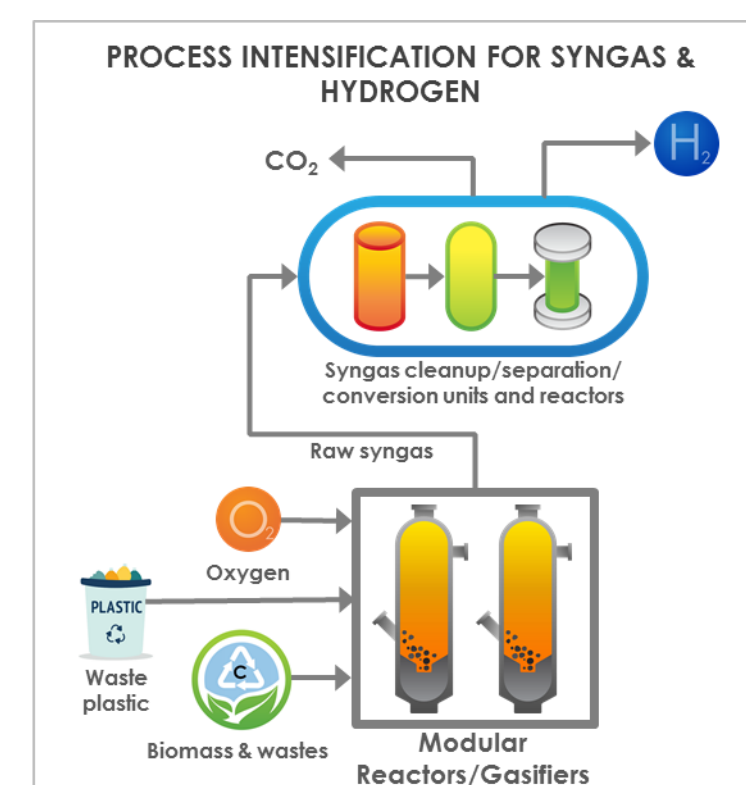 PROCESS INTENSIFICATION FOR SYNGAS &
HYDROGEN
CO₂
H₂
Syngas cleanup/separation/
conversion units and reactors
Raw syngas
O₂
Oxygen
PLASTIC
Waste
plastic
C
Biomass & wastes
Modular
Reactors/Gasifiers